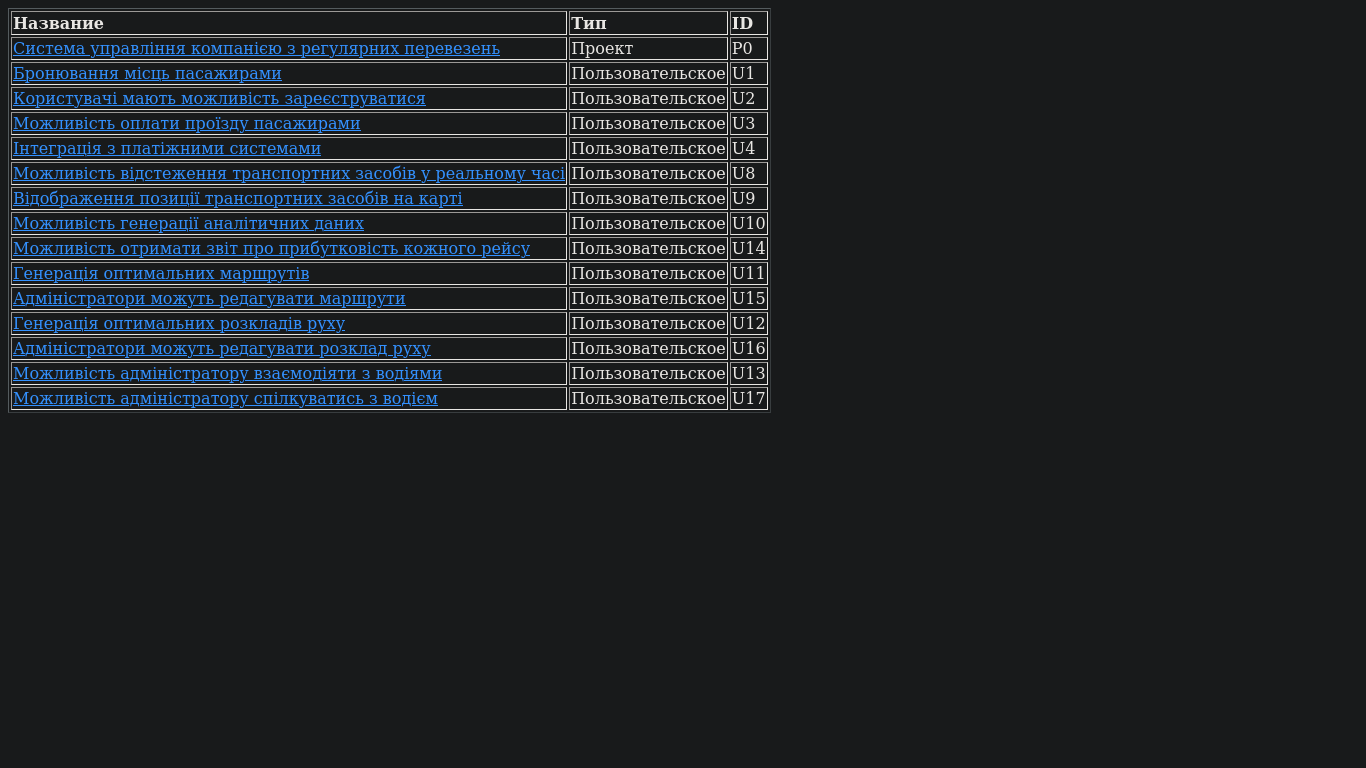 Название Тип ID
Система управління компанією з регулярних перевезень Проект P0
Бронювання місць пасажирами Пользовательское U1
Користувачі мають можливість зареєструватися Пользовательское U2
Можливість оплати проїзду пасажирами Пользовательское U3
Інтеграція з платіжними системами Пользовательское U4
Можливість відстеження транспортних засобів у реальному часі Пользовательское U8
Відображення позиції транспортних засобів на карті Пользовательское U9
Можливість генерації аналітичних даних Пользовательское U10
Можливість отримати звіт про прибутковість кожного рейсу Пользовательское U14
Генерація оптимальних маршрутів Пользовательское U11
Адміністратори можуть редагувати маршрути Пользовательское U15
Генерація оптимальних розкладів руху Пользовательское U12
Адміністратори можуть редагувати розклад руху Пользовательское U16
Можливість адміністратору взаємодіяти з водіями Пользовательское U13
Можливість адміністратору спілкуватись з водієм Пользовательское U17